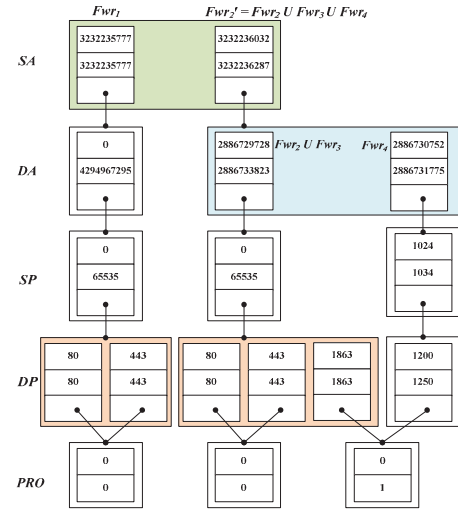 Fwr1 Fwr2' = Fwr2 U Fwr3 U Fwr4
SA
3232235777 3232236032
3232235777 3232236287
DA
0 2886729728 Fwr2 U Fwr3 Fwr4 2886730752
4294967295 2886733823 2886731775
SP
0 0 1024
65535 65535 1034
DP
80 443 80 443 1863 1200
80 443 80 443 1863 1250
PRO
0 0 0
0 0 1